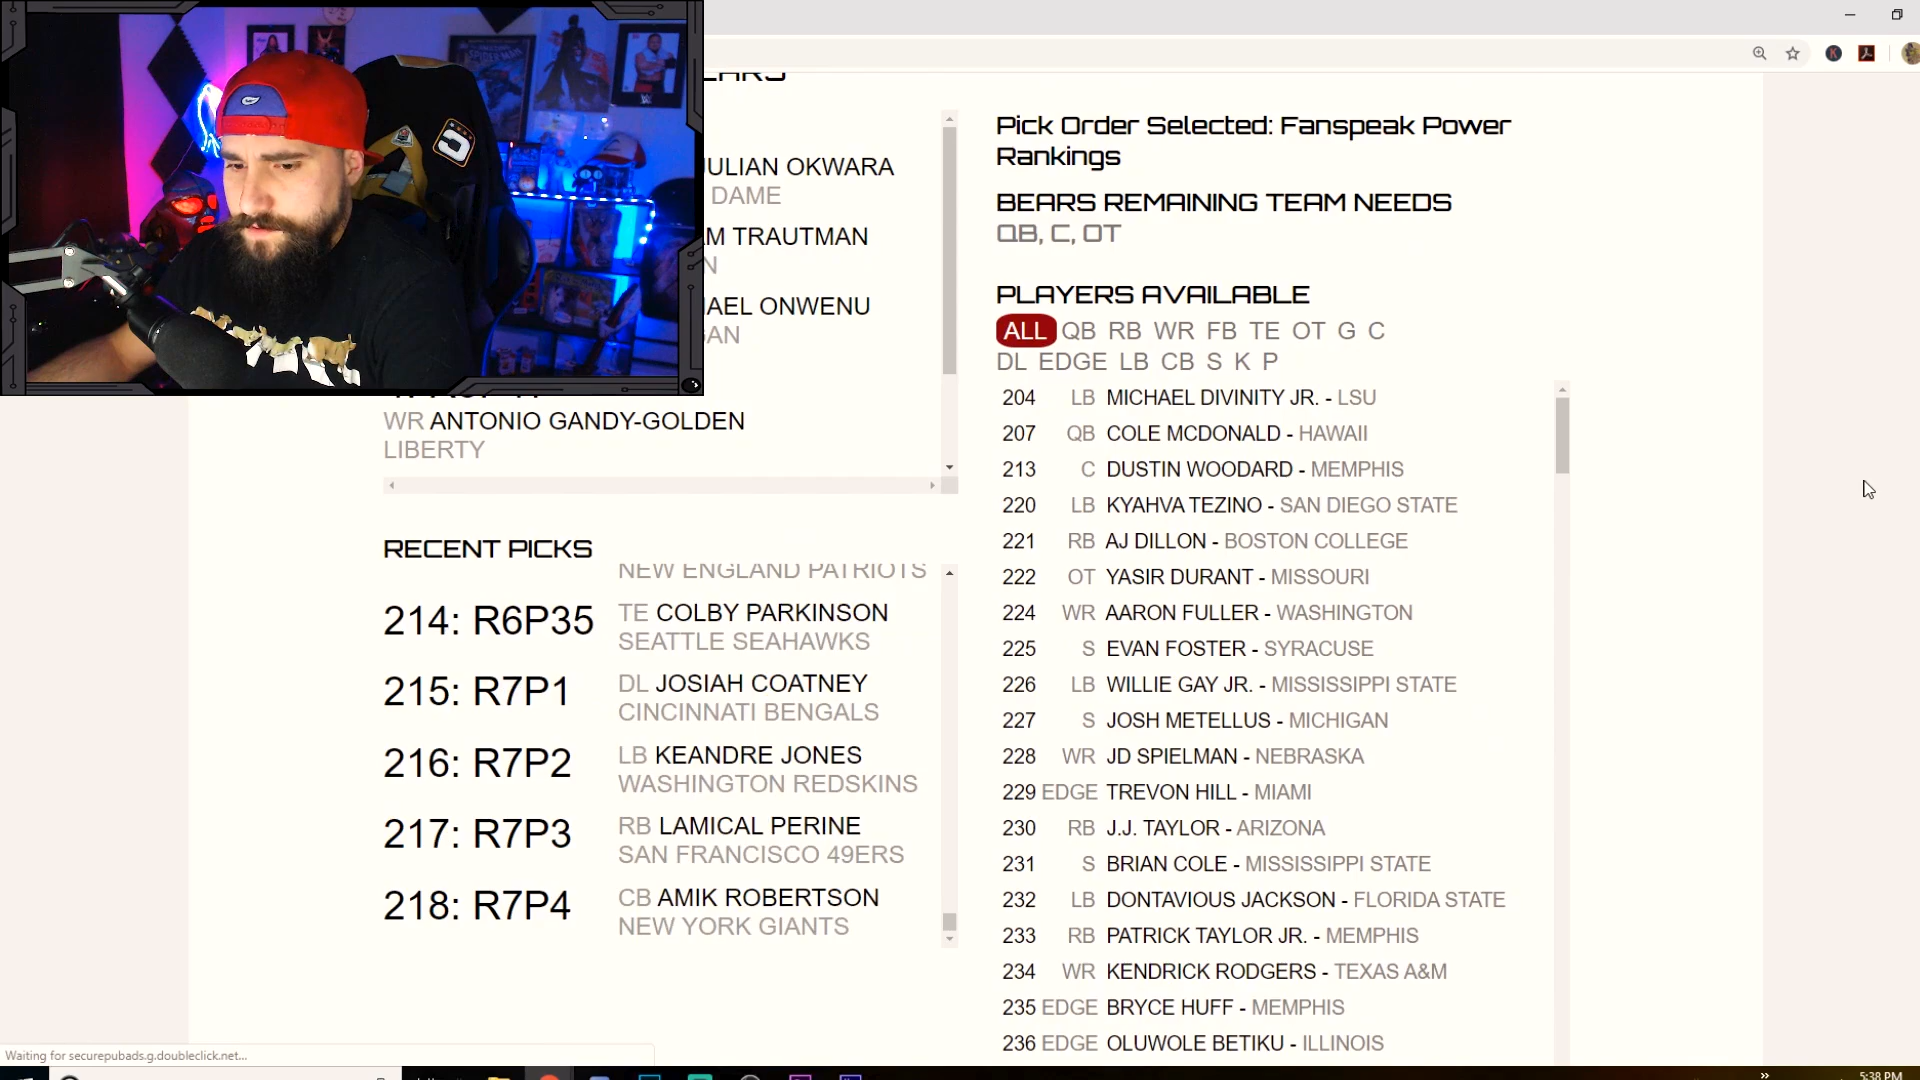 Pick Order Selected: Fanspeak Power
Rankings
BEARS REMAINING TEAM NEEDS
QB, C, OT
PLAYERS AVAILABLE
ALL QB RB WR FB TE OT G C
DL EDGE LB CB S K P
204 LB MICHAEL DIVINITY JR. - LSU
207 QB COLE MCDONALD - HAWAII
213 C DUSTIN WOODARD - MEMPHIS
220 LB KYAHVA TEZINO - SAN DIEGO STATE
221 RB AJ DILLON - BOSTON COLLEGE
222 OT YASIR DURANT - MISSOURI
224 WR AARON FULLER - WASHINGTON
225 S EVAN FOSTER - SYRACUSE
226 LB WILLIE GAY JR. - MISSISSIPPI STATE
227 S JOSH METELLUS - MICHIGAN
228 WR JD SPIELMAN - NEBRASKA
229 EDGE TREVON HILL - MIAMI
230 RB J.J. TAYLOR - ARIZONA
231 S BRIAN COLE - MISSISSIPPI STATE
232 LB DONTAVIOUS JACKSON - FLORIDA STATE
233 RB PATRICK TAYLOR JR. - MEMPHIS
234 WR KENDRICK RODGERS - TEXAS A&M
235 EDGE BRYCE HUFF - MEMPHIS
236 EDGE OLUWOLE BETIKU - ILLINOIS
ULIAN OKWARA
DAME
M TRAUTMAN
N
AEL ONWENU
AN
WR ANTONIO GANDY-GOLDEN
LIBERTY
RECENT PICKS
NEW ENGLAND PATRIOTS
214: R6P35 TE COLBY PARKINSON
SEATTLE SEAHAWKS
215: R7P1 DL JOSIAH COATNEY
CINCINNATI BENGALS
216: R7P2 LB KEANDRE JONES
WASHINGTON REDSKINS
217: R7P3 RB LAMICAL PERINE
SAN FRANCISCO 49ERS
218: R7P4 CB AMIK ROBERTSON
NEW YORK GIANTS
Waiting for securepubads.g.doubleclick.net...
5:38 PM